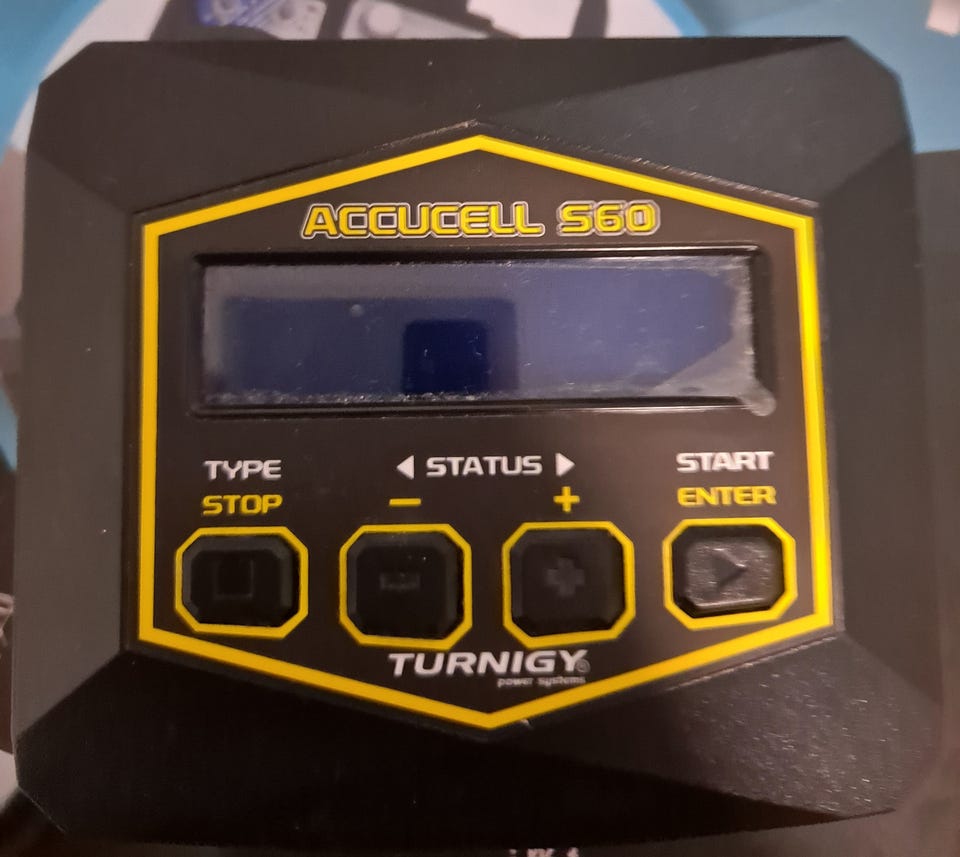 ACCUCELL S60
TYPE ◄ STATUS ► START
STOP − + ENTER
TURNIGY
power systems